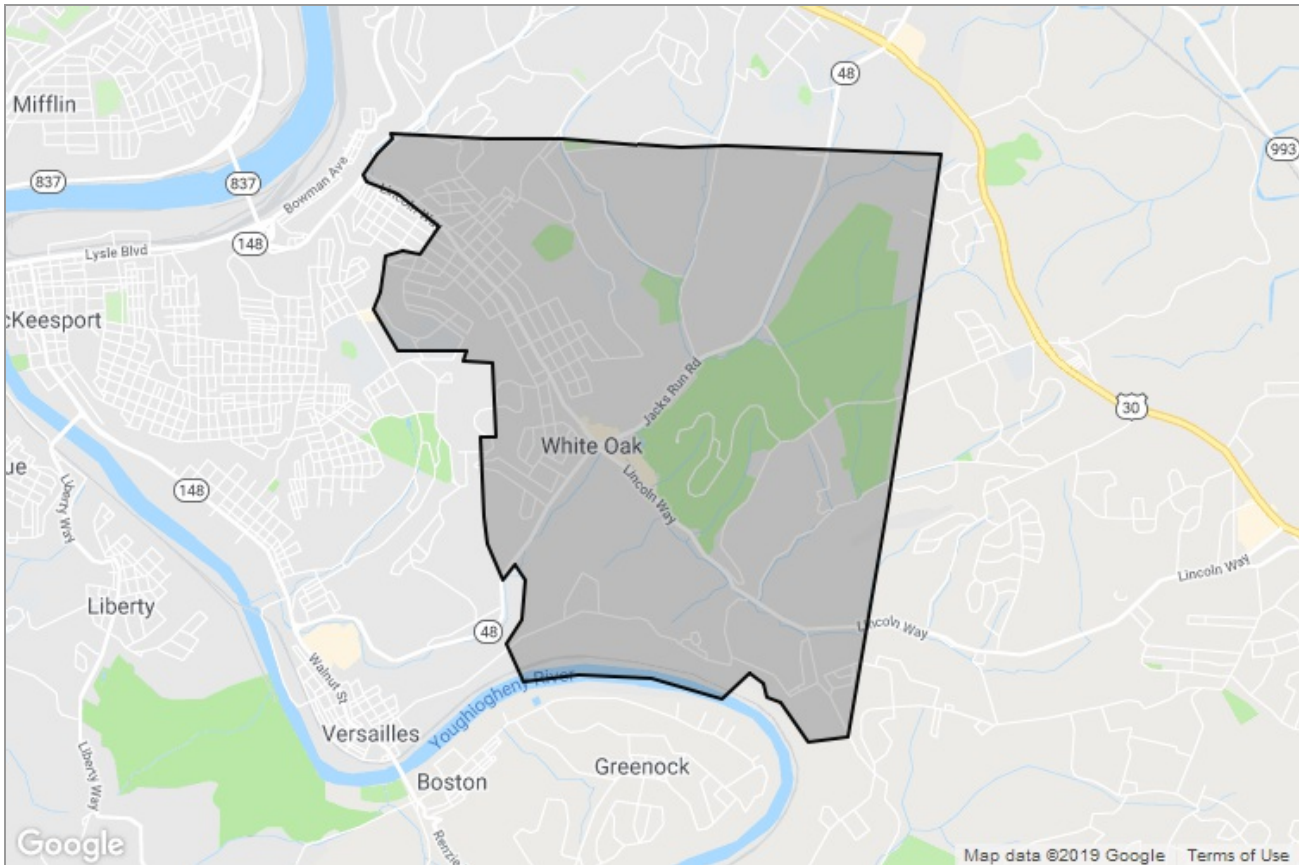 48
Mifflin
993
837
837
Bowman Ave
Lincoln W
148
Lysle Blvd
cKeesport
Jacks Run Rd
30
White Oak
ue
148
Liberty Way
Lincoln Way
Lincoln Way
Liberty
48
Lincoln Way
Walnut St
Youghiogheny River
Versailles
Liberty Way
Greenock
Boston
Renzie
Google
Map data ©2019 Google
Terms of Use